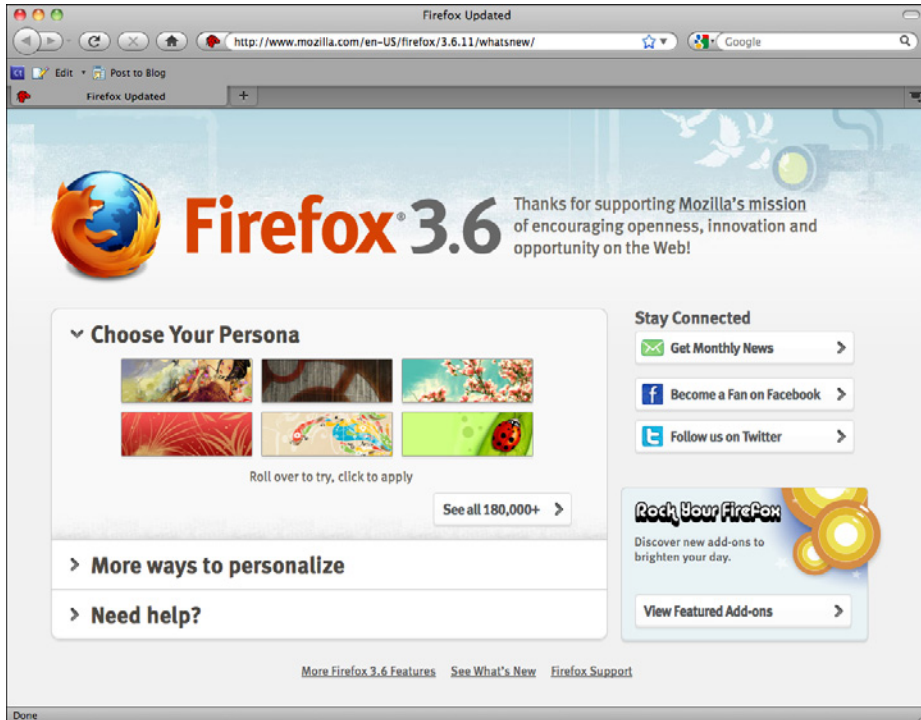 Firefox Updated
http://www.mozilla.com/en-US/firefox/3.6.11/whatsnew/
Google
Edit
Post to Blog
Firefox Updated
Firefox® 3.6
Thanks for supporting Mozilla's mission
of encouraging openness, innovation and
opportunity on the Web!
Choose Your Persona
Roll over to try, click to apply
See all 180,000+
More ways to personalize
Need help?
Stay Connected
Get Monthly News
Become a Fan on Facebook
Follow us on Twitter
Rock Your Firefox
Discover new add-ons to
brighten your day.
View Featured Add-ons
More Firefox 3.6 Features See What's New Firefox Support
Done